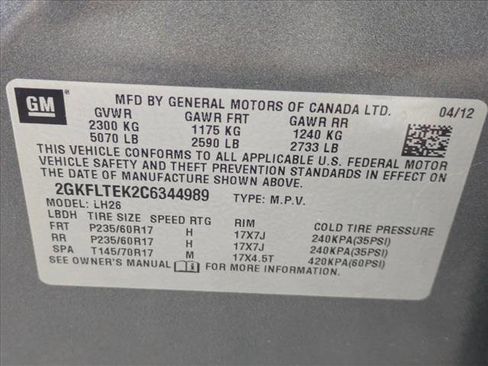 GM
MFD BY GENERAL MOTORS OF CANADA LTD. 04/12
GVWR GAWR FRT GAWR RR
2300 KG 1175 KG 1240 KG
5070 LB 2590 LB 2733 LB
THIS VEHICLE CONFORMS TO ALL APPLICABLE U.S. FEDERAL MOTOR
VEHICLE SAFETY AND THEFT PREVENTION STANDARDS IN EFFECT ON
THE DATE OF MANUFACTURE SHOWN ABOVE.
2GKFLTEK2C6344989 TYPE: M.P.V.
MODEL: LH26
LBDH TIRE SIZE SPEED RTG RIM COLD TIRE PRESSURE
FRT P235/60R17 H 17X7J 240KPA(35PSI)
RR P235/60R17 H 17X7J 240KPA(35PSI)
SPA T145/70R17 M 17X4.5T 420KPA(60PSI)
SEE OWNER'S MANUAL FOR MORE INFORMATION.